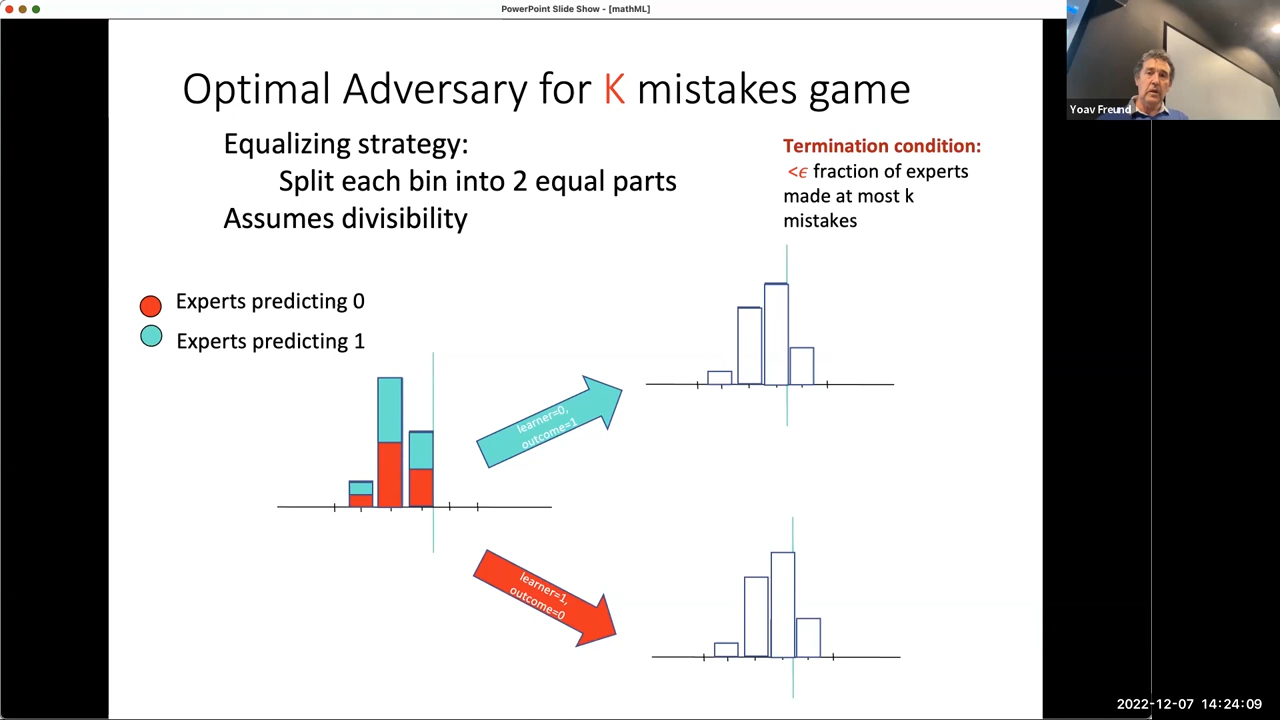 PowerPoint Slide Show - [mathML]
Yoav Freund
Optimal Adversary for K mistakes game
Equalizing strategy:
Split each bin into 2 equal parts
Assumes divisibility
Termination condition:
<ϵ fraction of experts
made at most k
mistakes
Experts predicting 0
Experts predicting 1
learner=0,
outcome=1
learner=1,
outcome=0
2022-12-07 14:24:09